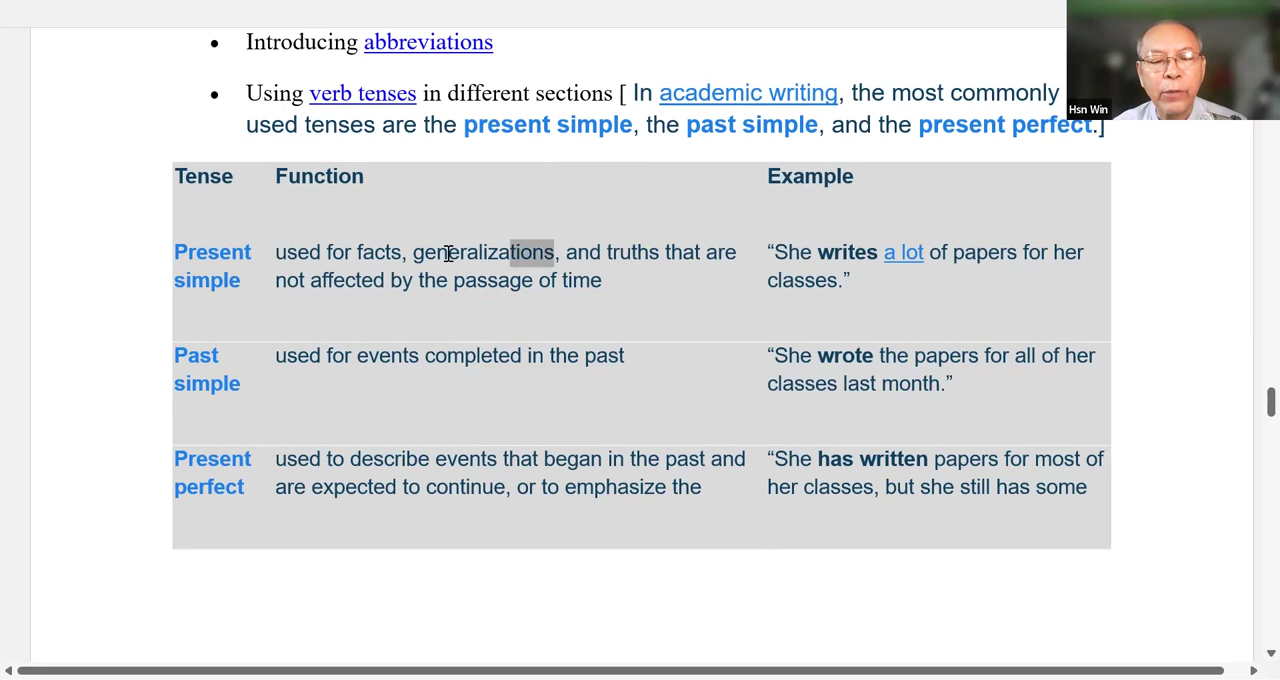 Introducing abbreviations
Using verb tenses in different sections [ In academic writing, the most commonly
used tenses are the present simple, the past simple, and the present perfect.]
Hsn Win
Tense Function Example
Present used for facts, generalizations, and truths that are "She writes a lot of papers for her
simple not affected by the passage of time classes."
Past used for events completed in the past "She wrote the papers for all of her
simple classes last month."
Present used to describe events that began in the past and "She has written papers for most of
perfect are expected to continue, or to emphasize the her classes, but she still has some